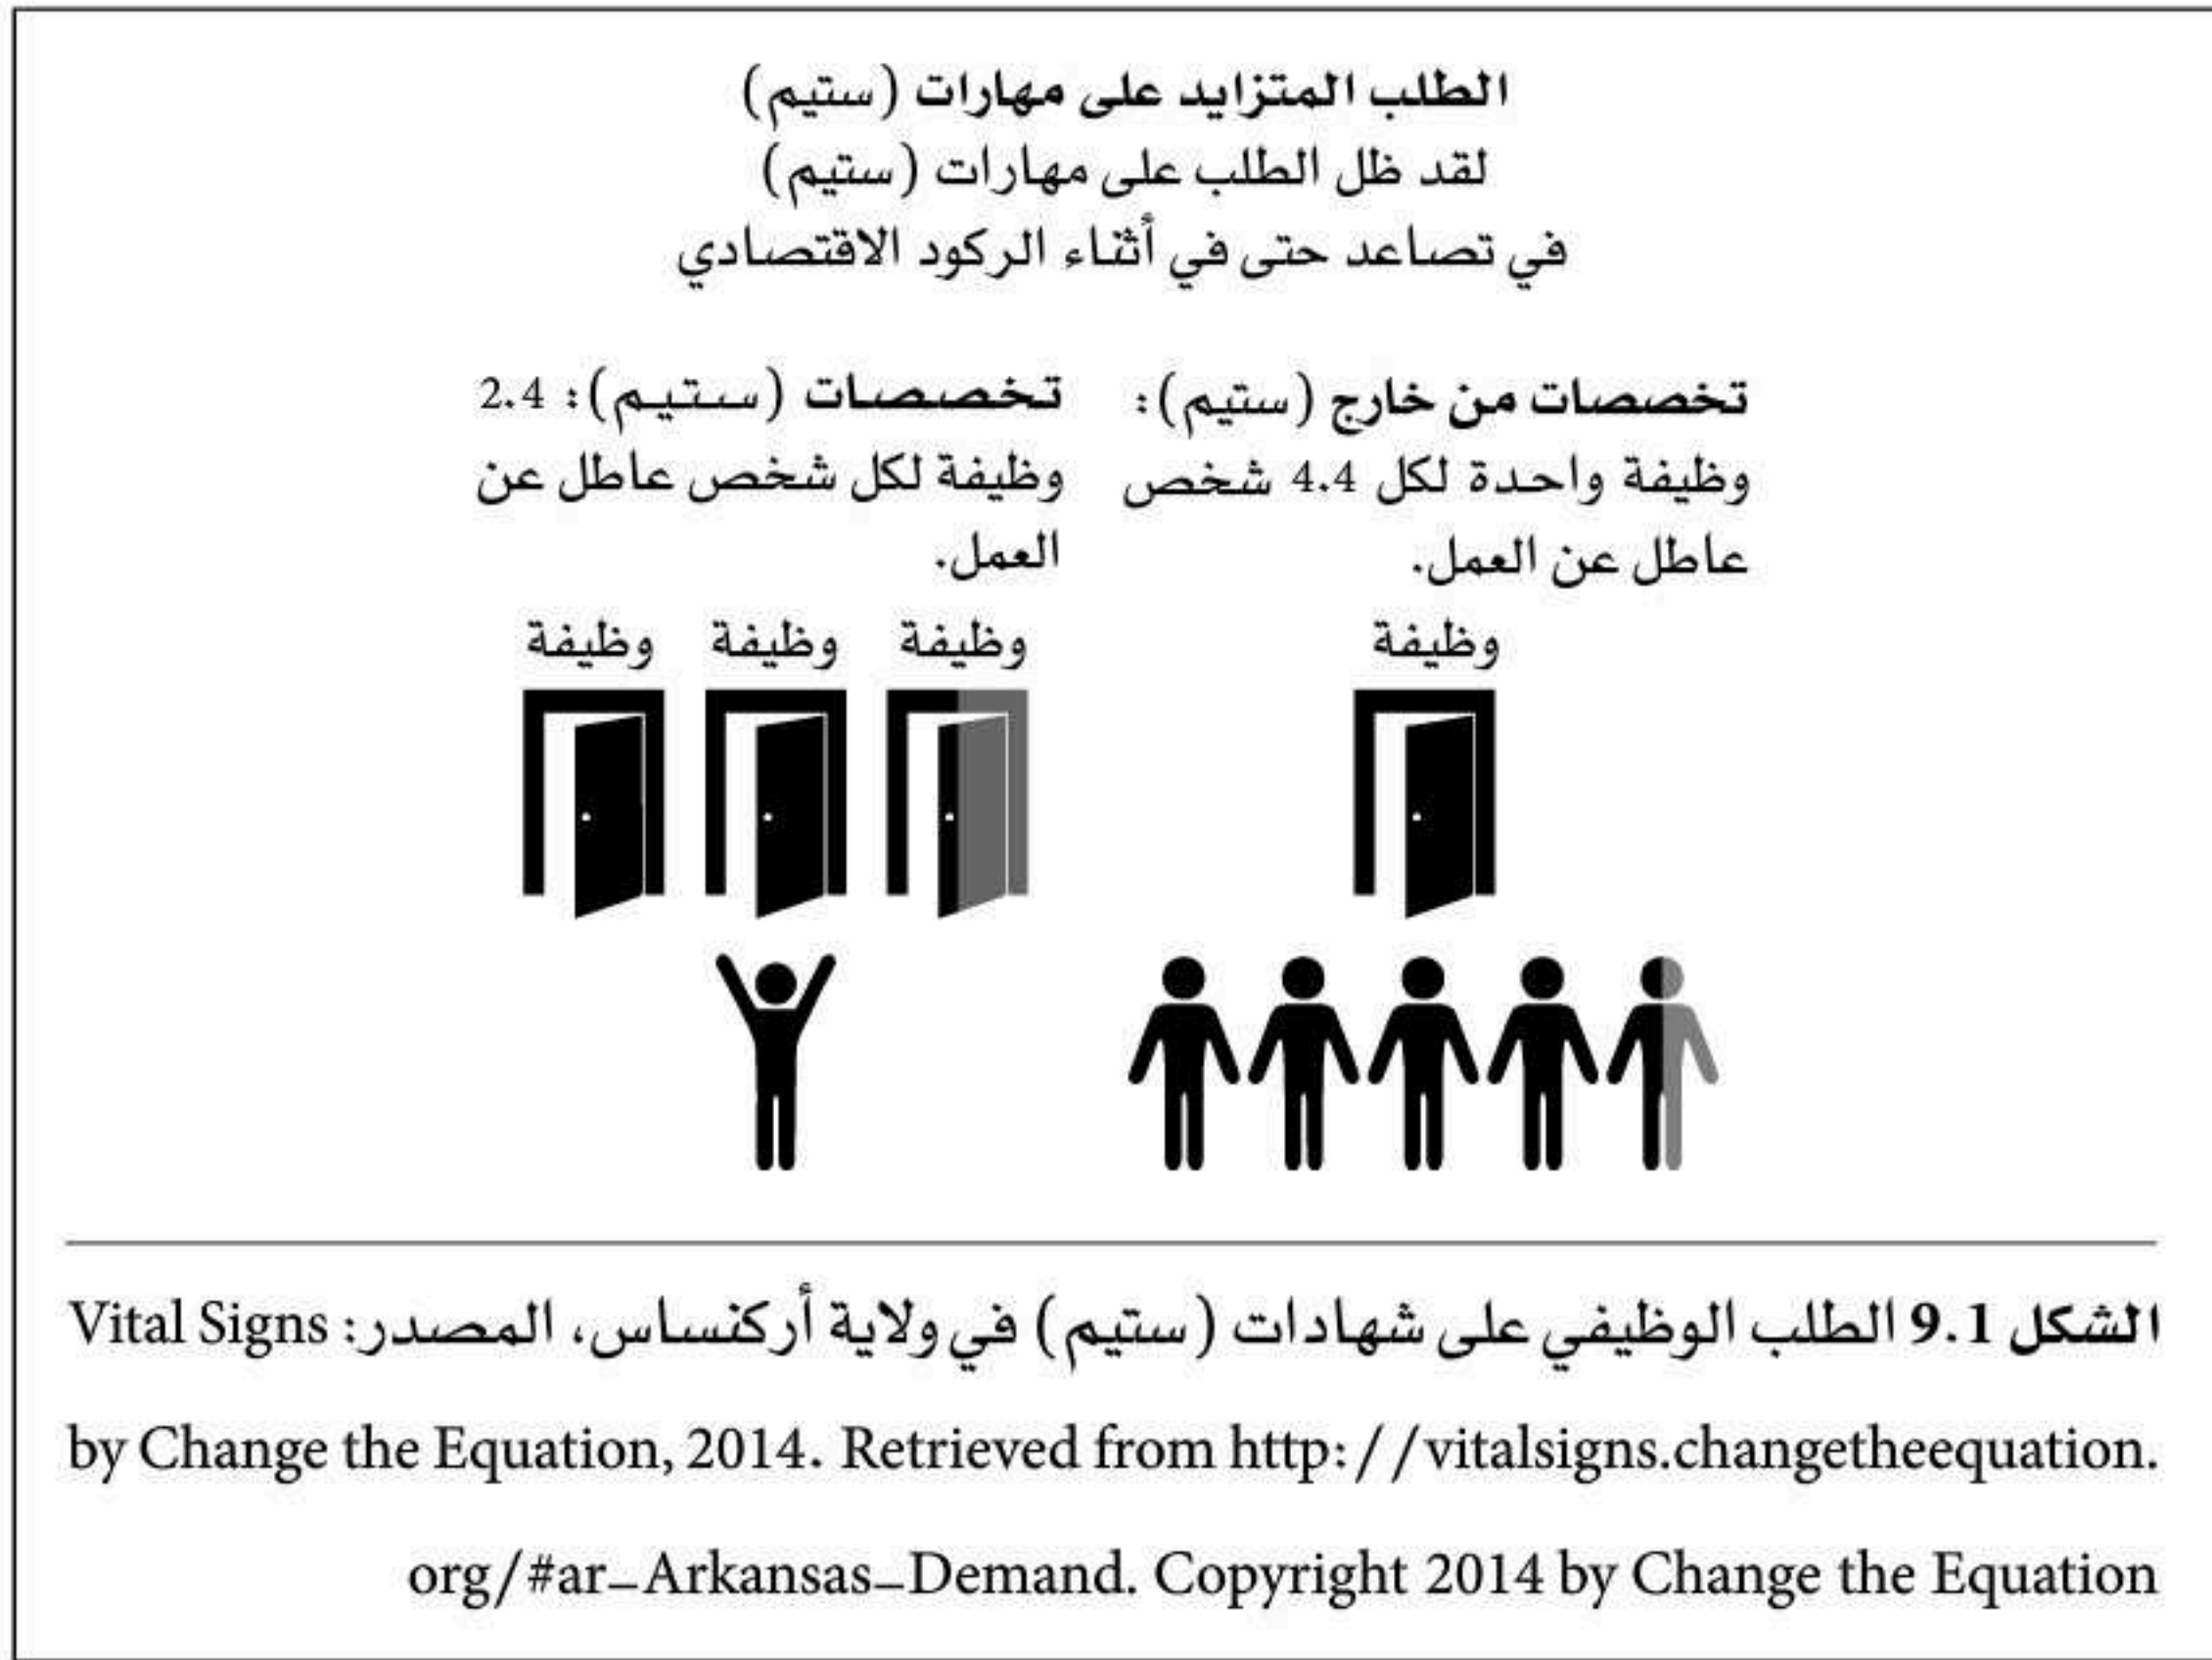 الطلب المتزايد على مهارات (ستيم)
لقد ظل الطلب على مهارات (ستيم)
في تصاعد حتى في أثناء الركود الاقتصادي
تخصصات من خارج (ستيم):
وظيفة واحدة لكل 4.4 شخص
عاطل عن العمل.
وظيفة
تخصصات (ستيم): 2.4
وظيفة لكل شخص عاطل عن
العمل.
وظيفة وظيفة وظيفة
الشكل 9.1 الطلب الوظيفي على شهادات (ستيم) في ولاية أركنساس، المصدر: Vital Signs
by Change the Equation, 2014. Retrieved from http://vitalsigns.changetheequation.
org/#ar–Arkansas–Demand. Copyright 2014 by Change the Equation